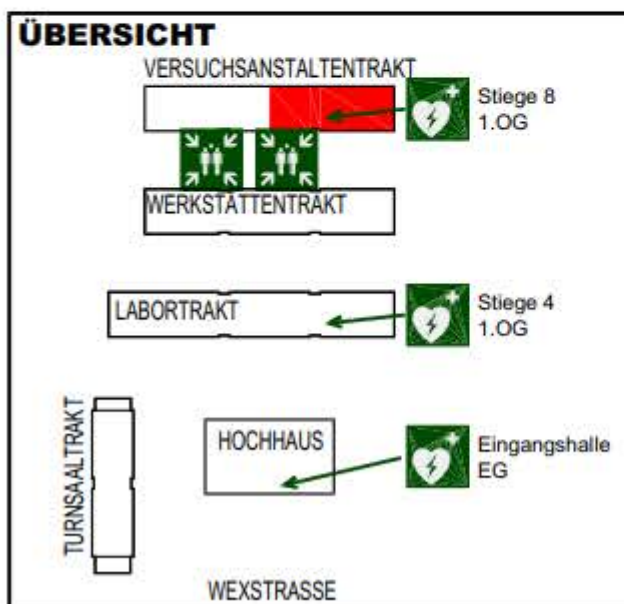 ÜBERSICHT
VERSUCHSANSTALTENTRAKT
Stiege 8
1.OG
WERKSTÄTTENTRAKT
LABORTRAKT
Stiege 4
1.OG
TURNSAALTRAKT
HOCHHAUS
Eingangshalle
EG
WEXSTRASSE